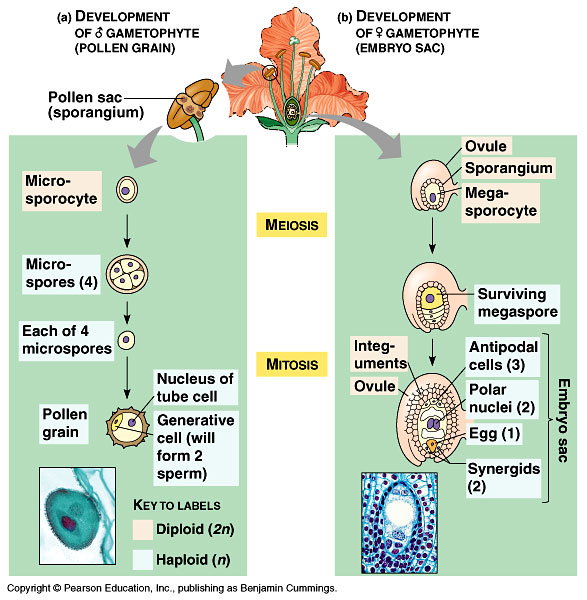 (a) DEVELOPMENT
OF ♂ GAMETOPHYTE
(POLLEN GRAIN)
(b) DEVELOPMENT
OF ♀ GAMETOPHYTE
(EMBRYO SAC)
Pollen sac
(sporangium)
Micro-
sporocyte
Micro-
spores (4)
Each of 4
microspores
Pollen
grain
Nucleus of
tube cell
Generative
cell (will
form 2
sperm)
KEY TO LABELS
Diploid (2n)
Haploid (n)
MEIOSIS
MITOSIS
Ovule
Sporangium
Mega-
sporocyte
Surviving
megaspore
Integ-
uments
Ovule
Antipodal
cells (3)
Polar
nuclei (2)
Egg (1)
Synergids
(2)
Embryo sac
Copyright © Pearson Education, Inc., publishing as Benjamin Cummings.